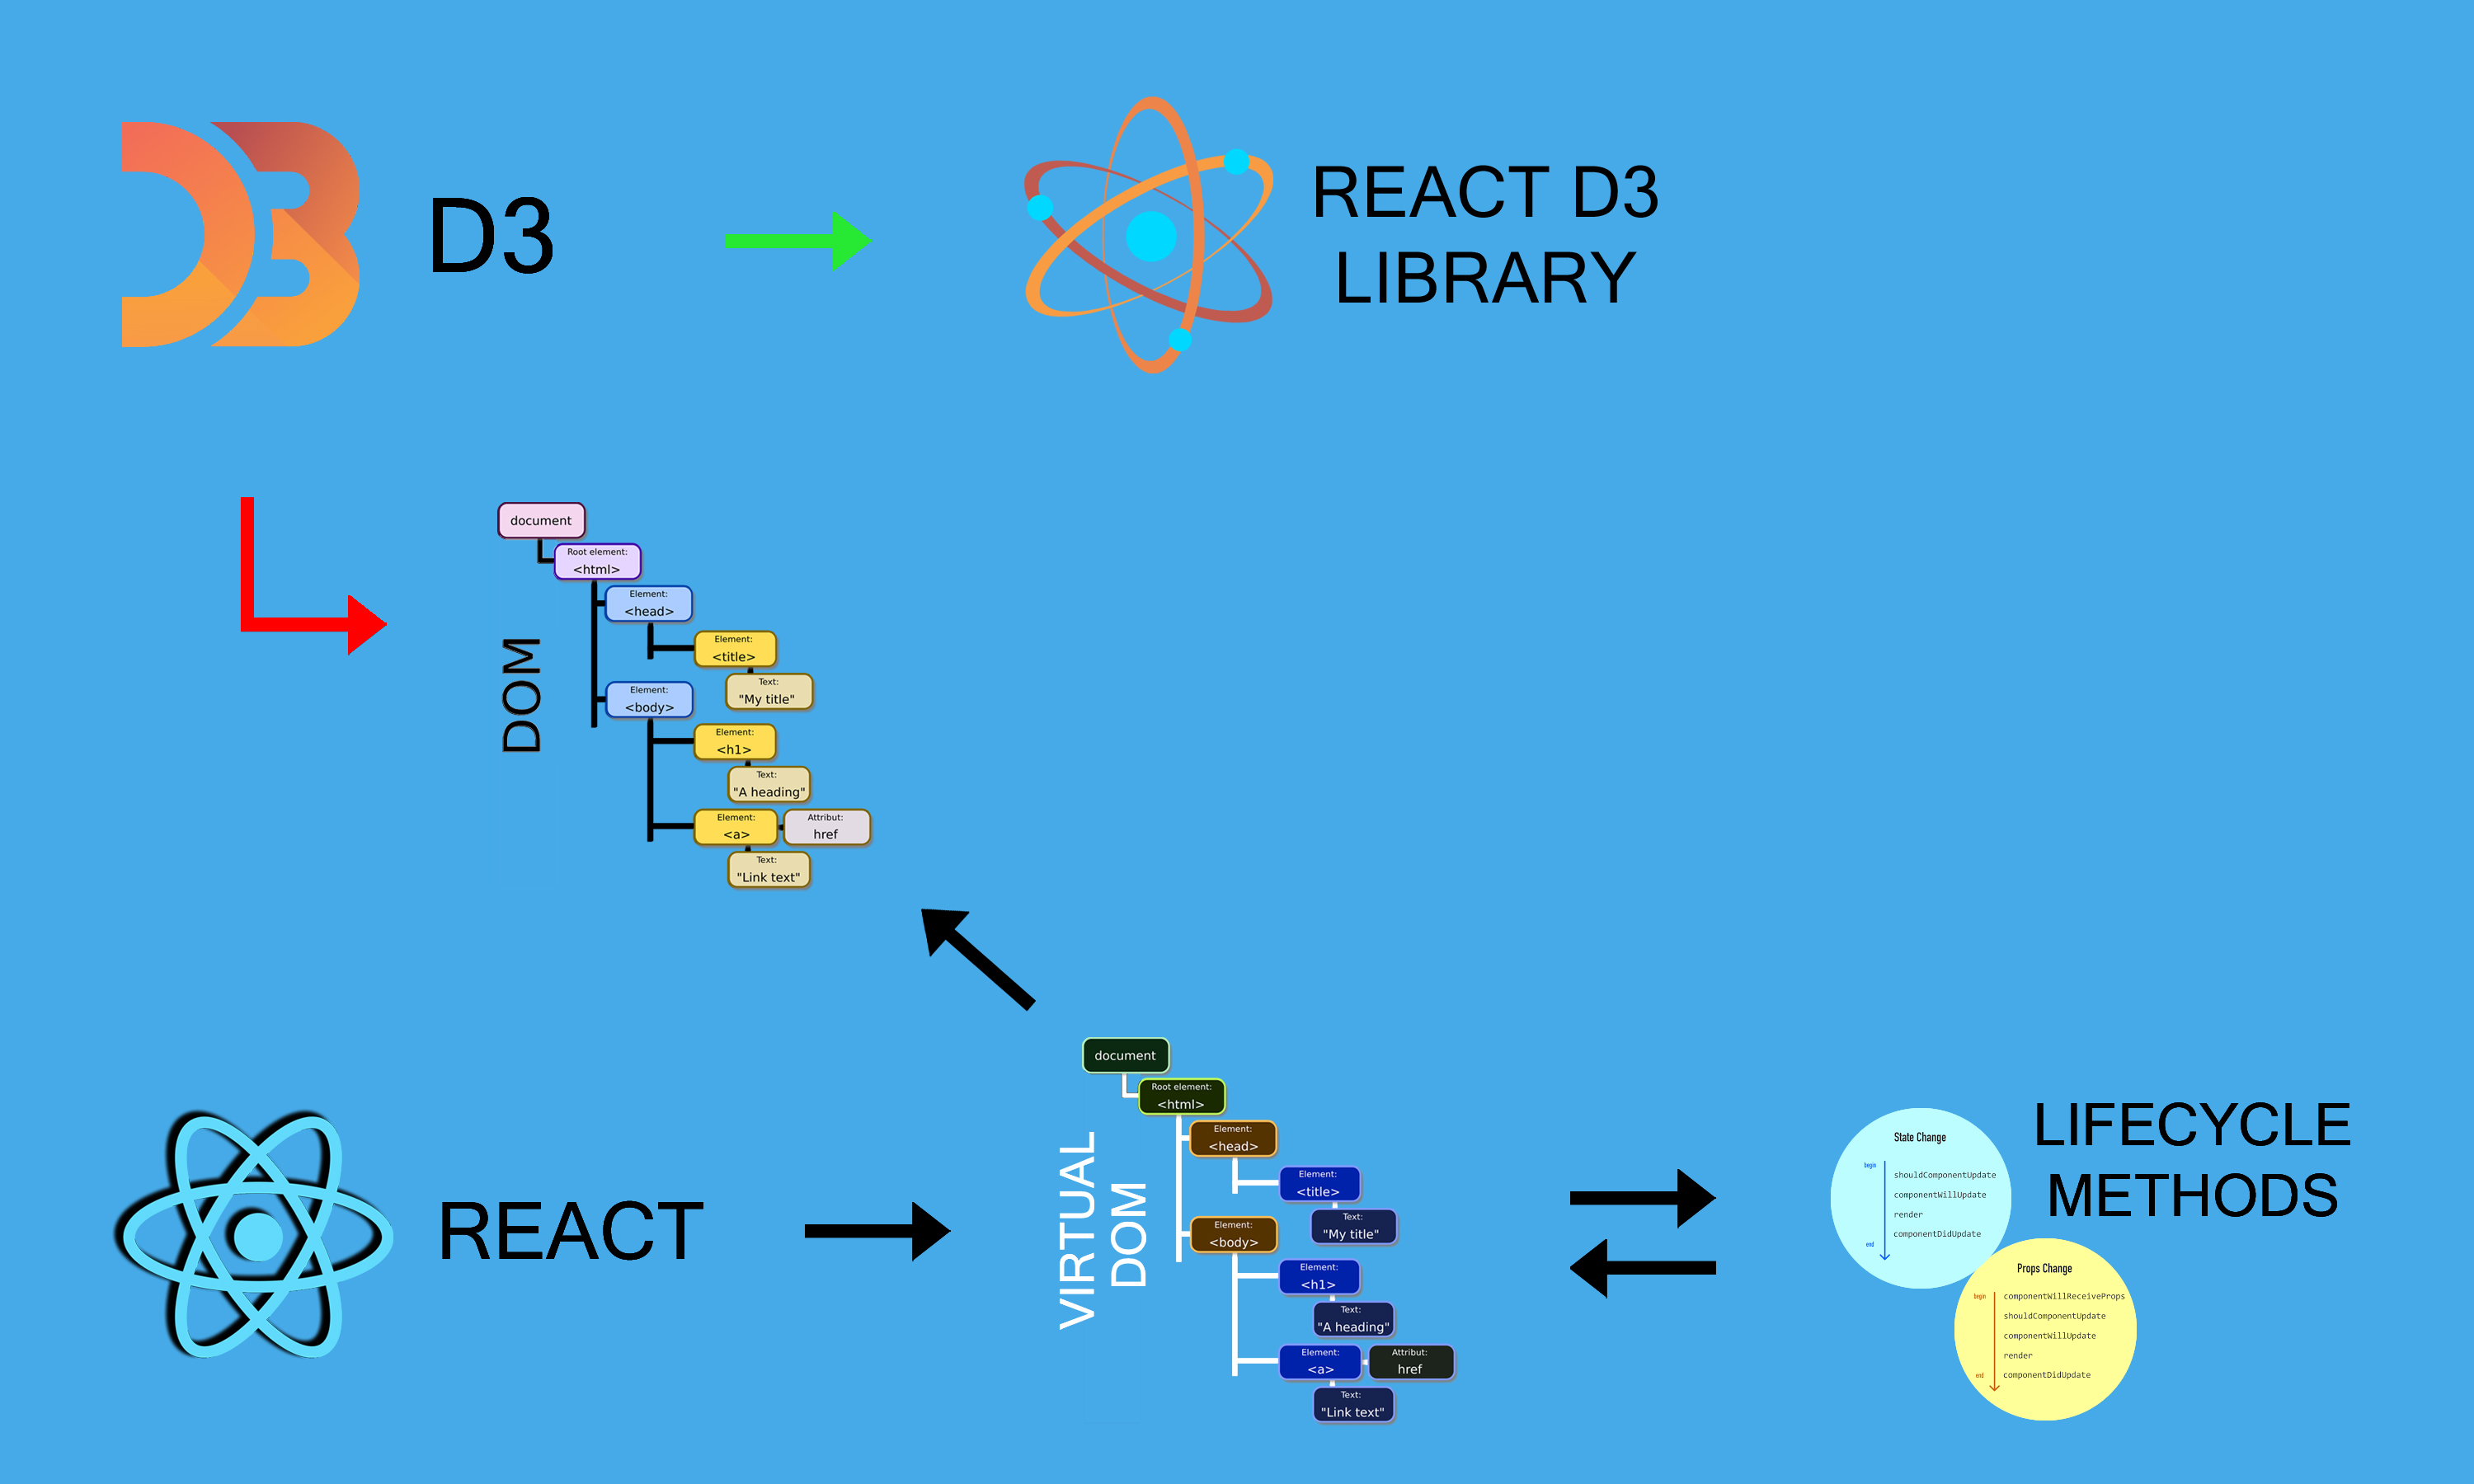 D3
REACT D3
LIBRARY
document
Root element:
<html>
Element:
<head>
Element:
<title>
Text:
"My title"
Element:
<body>
Element:
<h1>
Text:
"A heading"
Element:
<a>
Attribut:
href
Text:
"Link text"
DOM
REACT
VIRTUAL
DOM
document
Root element:
<html>
Element:
<head>
Element:
<title>
Text:
"My title"
Element:
<body>
Element:
<h1>
Text:
"A heading"
Element:
<a>
Attribut:
href
Text:
"Link text"
LIFECYCLE
METHODS
State Change
begin
shouldComponentUpdate
componentWillUpdate
render
componentDidUpdate
end
Props Change
begin
componentWillReceiveProps
shouldComponentUpdate
componentWillUpdate
render
componentDidUpdate
end